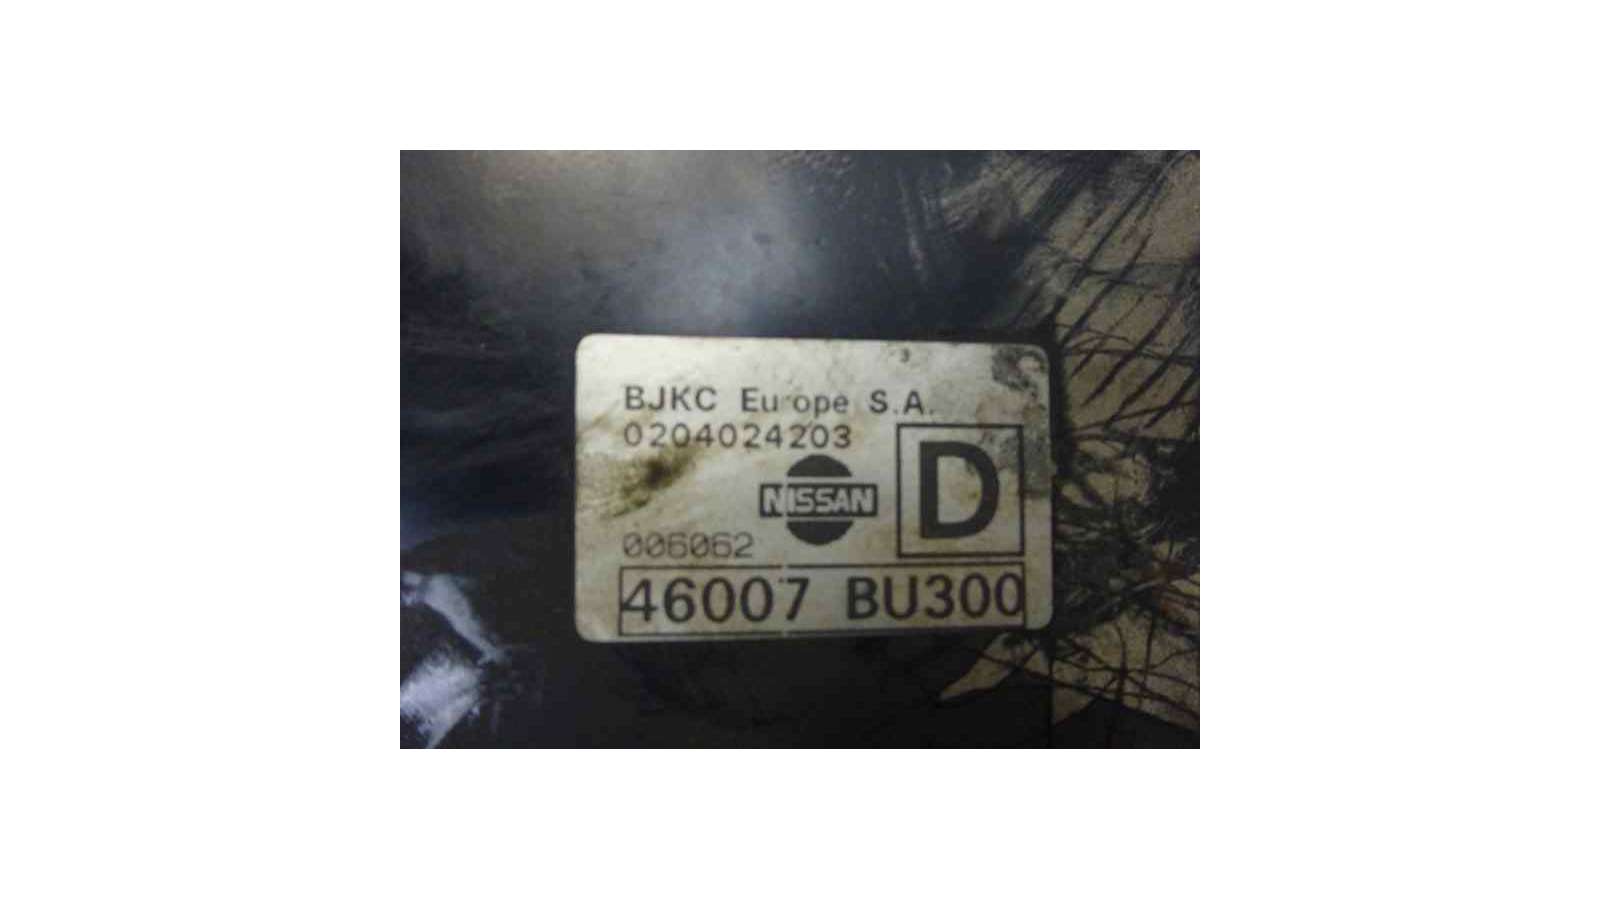 BJKC Europe S.A.
0204024203
NISSAN
D
006062
46007 BU300